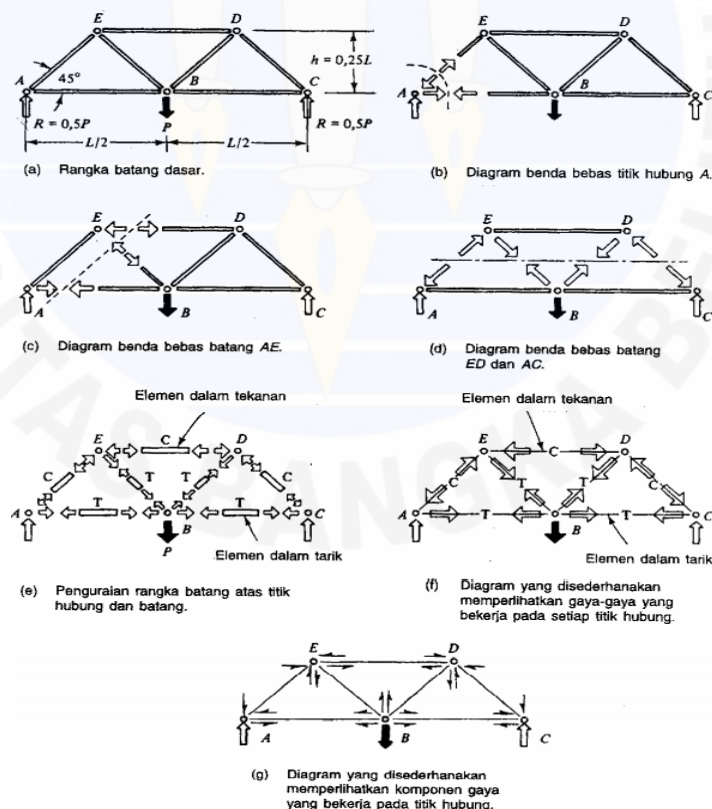 E
D
A
45°
B
C
h = 0,25L
R = 0,5P
P
R = 0,5P
L/2
L/2
(a) Rangka batang dasar.
E
D
A
B
C
(b) Diagram benda bebas titik hubung A.
E
D
A
B
C
(c) Diagram benda bebas batang AE.
E
D
A
B
C
(d) Diagram benda bebas batang
ED dan AC.
Elemen dalam tekanan
E
C
D
C
T
T
C
A
T
B
T
C
P
Elemen dalam tarik
(e) Penguraian rangka batang atas titik
hubung dan batang.
Elemen dalam tekanan
E
C
D
C
T
T
C
A
T
B
T
C
Elemen dalam tarik
(f) Diagram yang disederhanakan
memperlihatkan gaya-gaya yang
bekerja pada setiap titik hubung.
E
D
A
B
C
(g) Diagram yang disederhanakan
memperlihatkan komponen gaya
yang bekerja pada titik hubung.